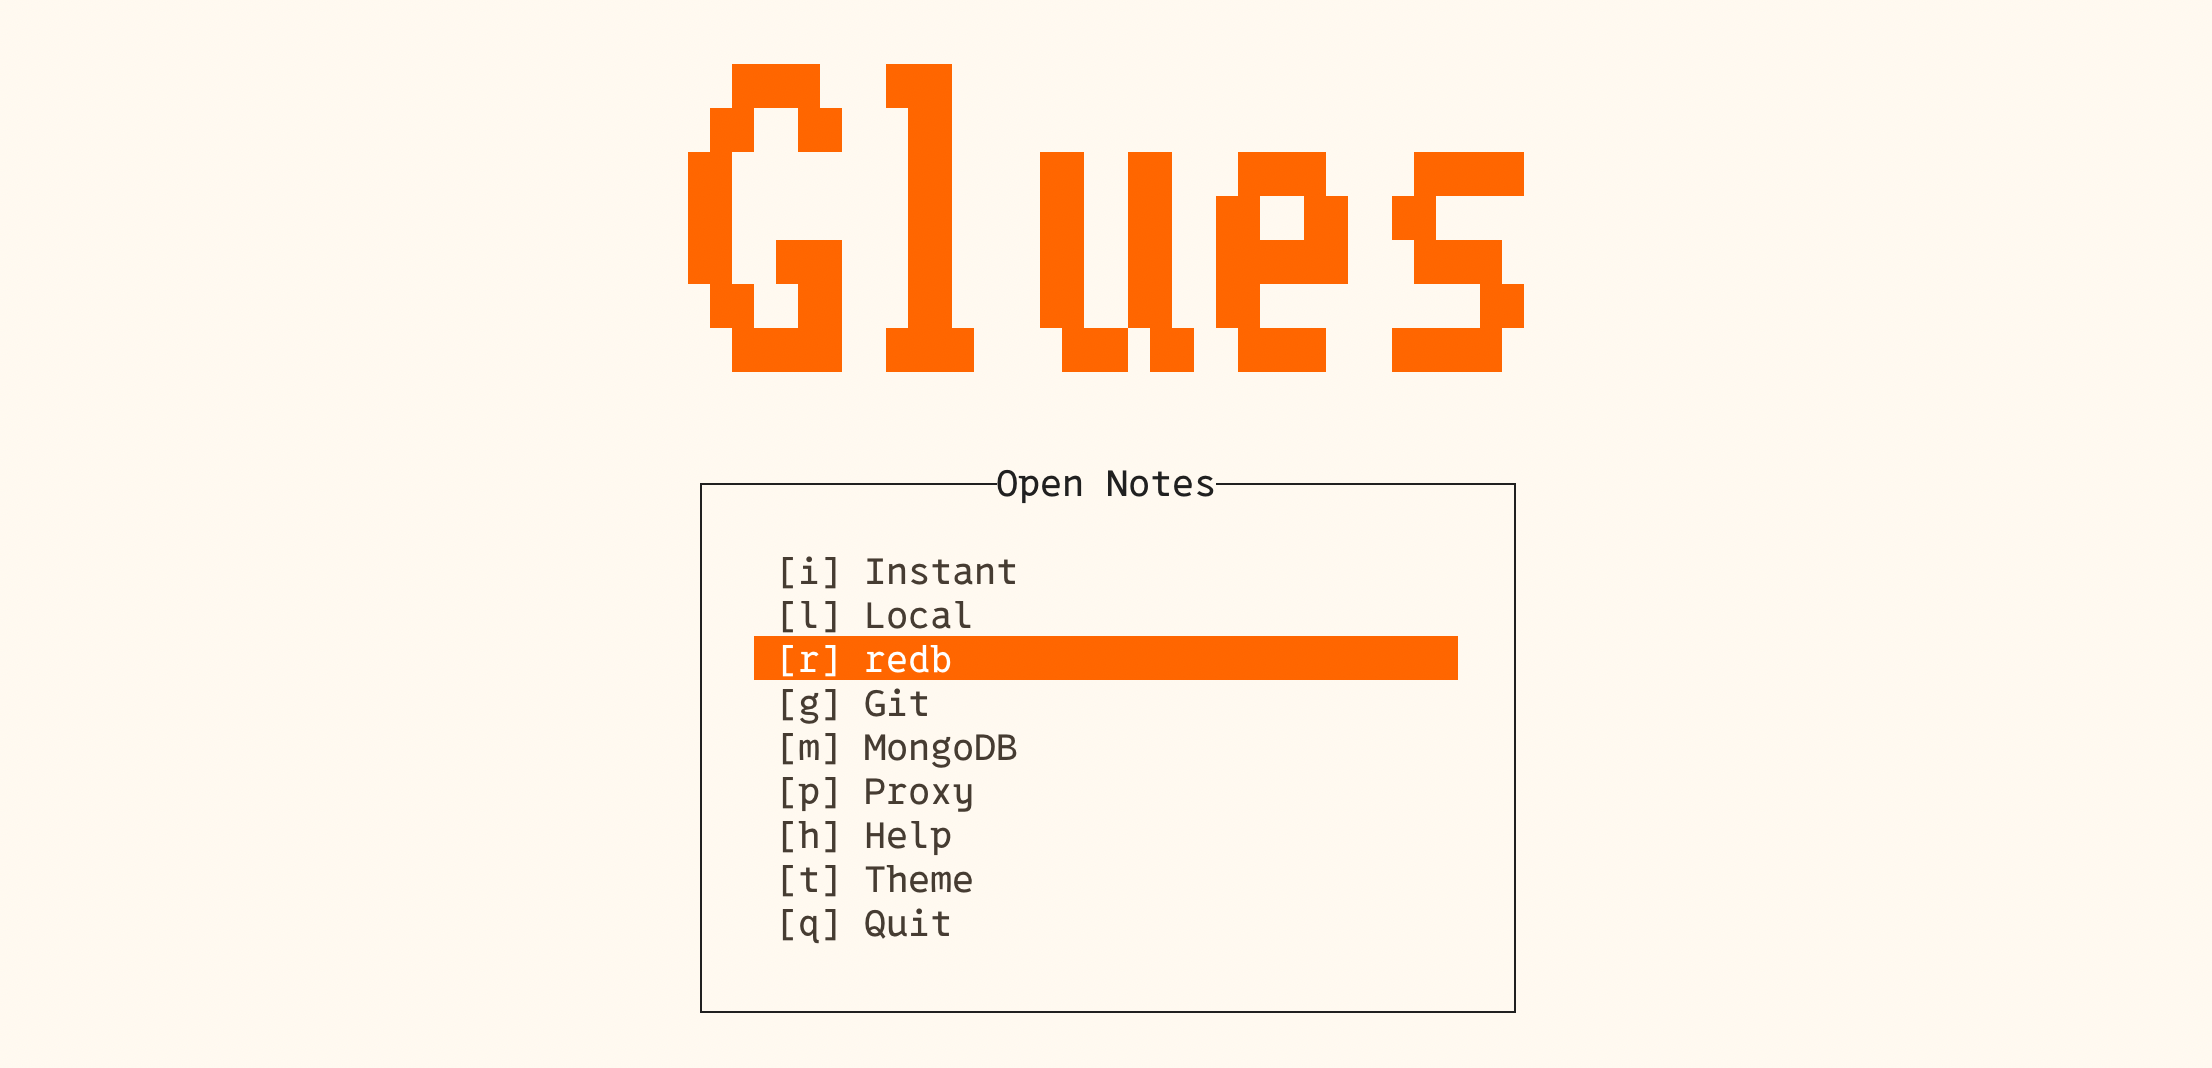 Glues
Open Notes
[i] Instant
[l] Local
[r] redb
[g] Git
[m] MongoDB
[p] Proxy
[h] Help
[t] Theme
[q] Quit